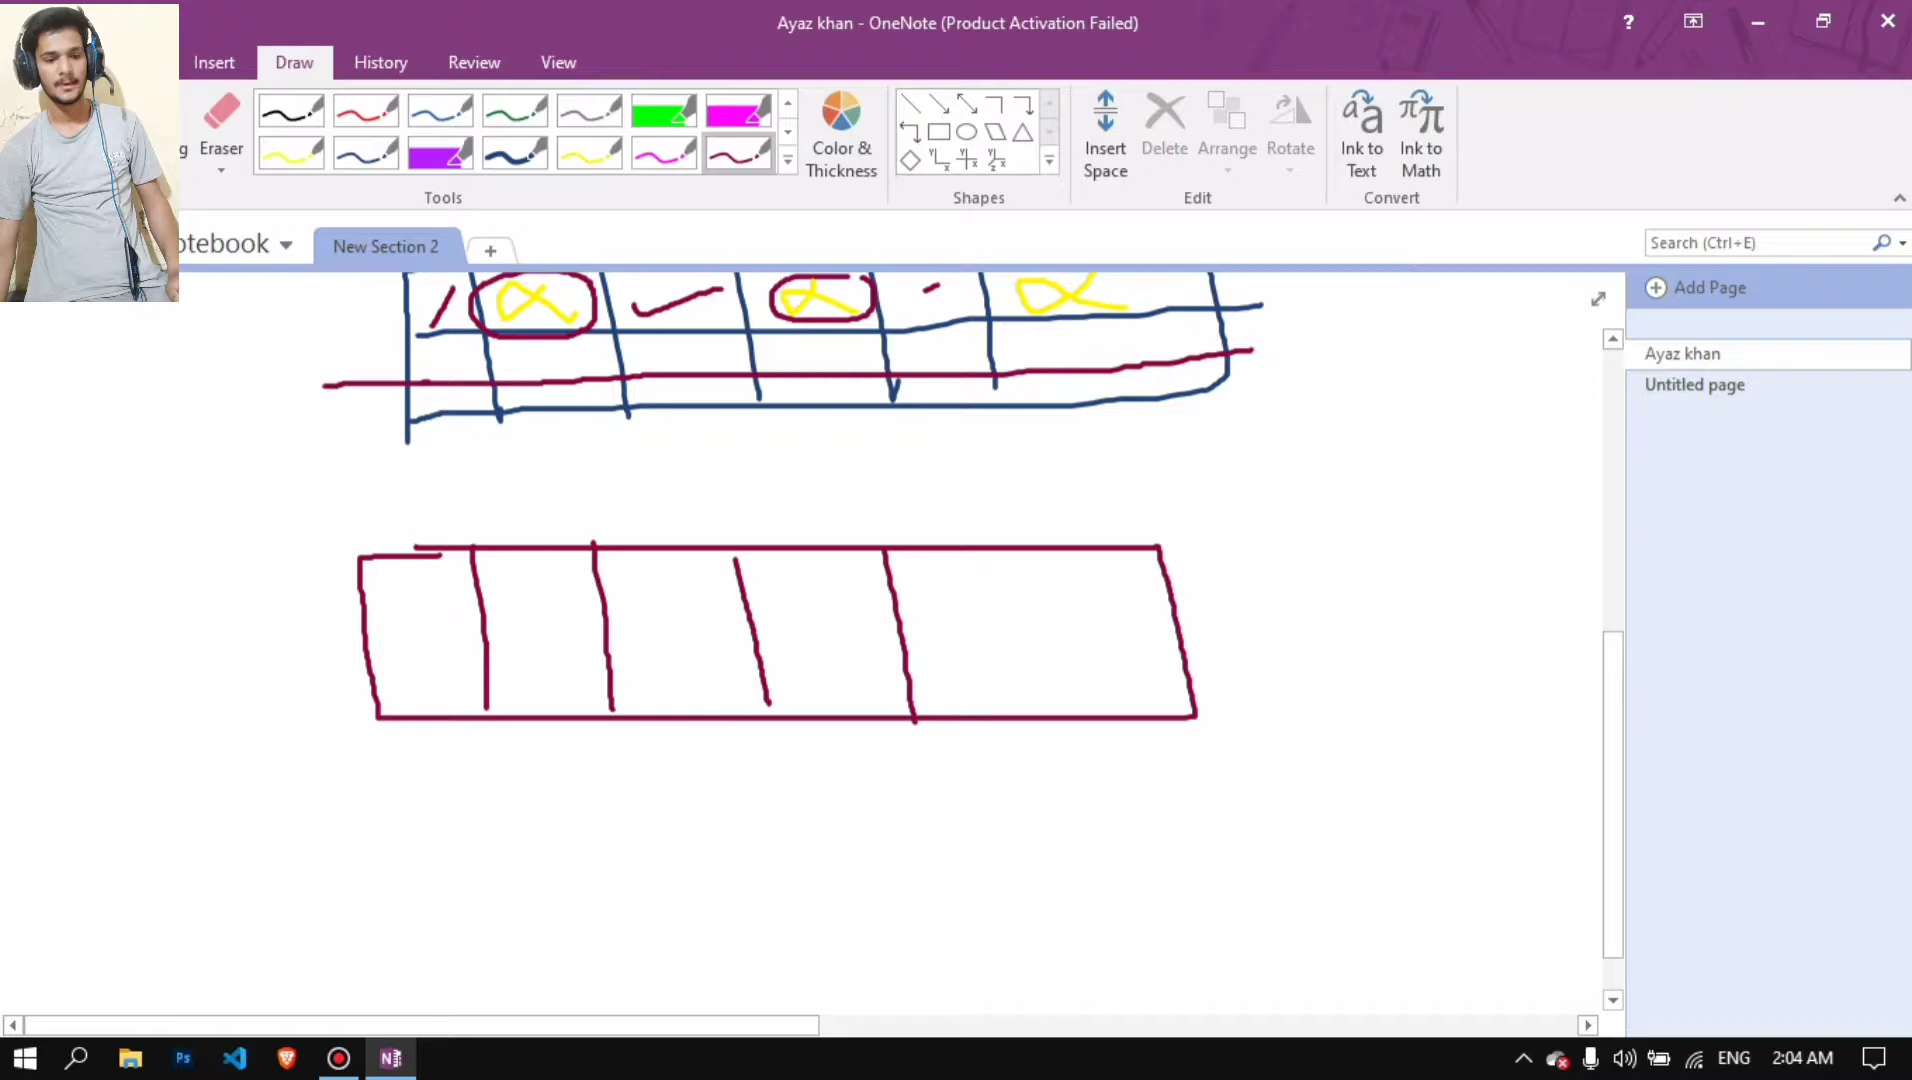 Ayaz khan - OneNote (Product Activation Failed)
Insert Draw History Review View
Eraser
Color & Thickness
Insert Space
Delete
Arrange
Rotate
Ink to Text
Ink to Math
Tools
Shapes
Edit
Convert
otebook
New Section 2
Search (Ctrl+E)
Add Page
Ayaz khan
Untitled page
α α α
Ps
N
ENG
2:04 AM